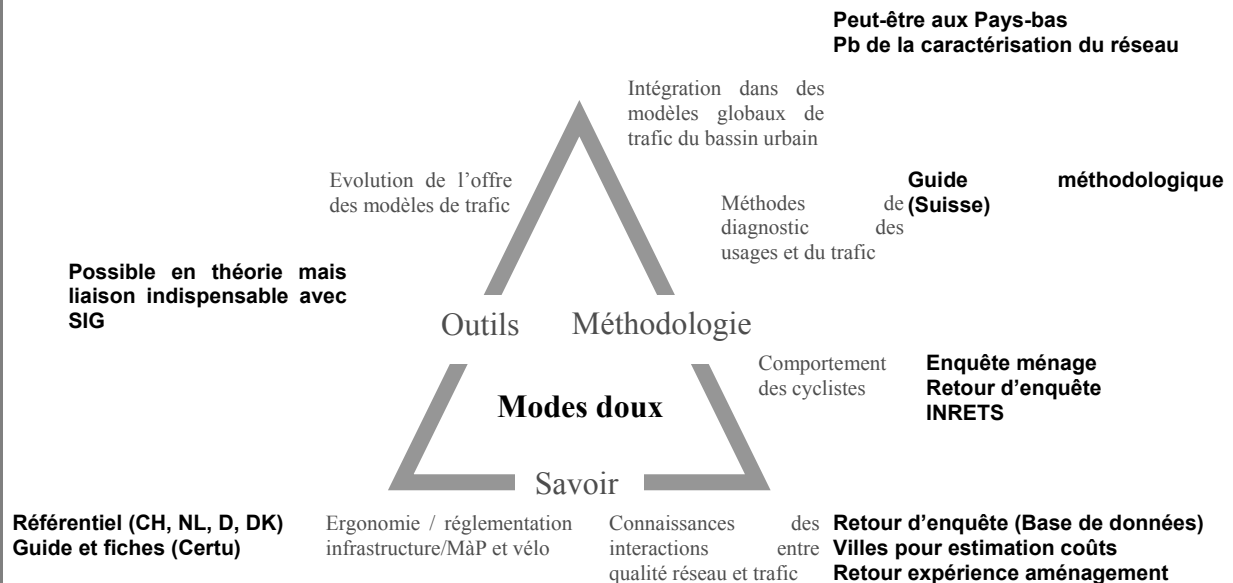 Peut-être aux Pays-bas
Pb de la caractérisation du réseau
Intégration dans des
modèles globaux de
trafic du bassin urbain
Evolution de l'offre
des modèles de trafic
Guide méthodologique
(Suisse)
Méthodes de
diagnostic des
usages et du trafic
Possible en théorie mais
liaison indispensable avec
SIG
Outils
Méthodologie
Comportement
des cyclistes
Enquête ménage
Retour d'enquête
INRETS
Modes doux
Savoir
Référentiel (CH, NL, D, DK)
Guide et fiches (Certu)
Ergonomie / réglementation
infrastructure/MàP et vélo
Connaissances des
interactions entre
qualité réseau et trafic
Retour d'enquête (Base de données)
Villes pour estimation coûts
Retour expérience aménagement